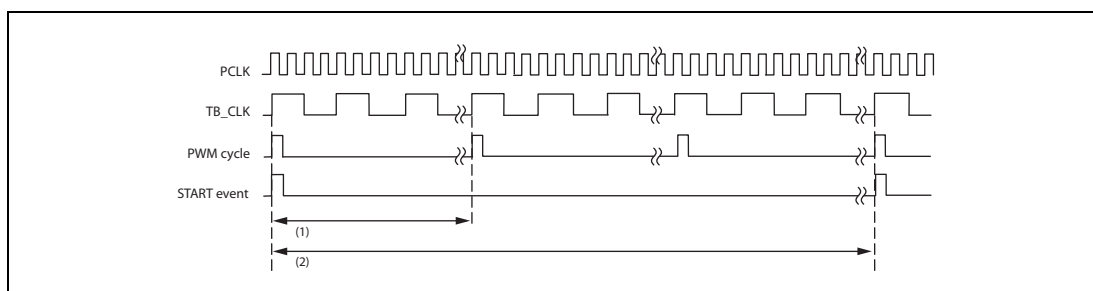 PCLK
TB_CLK
PWM cycle
START event
(1)
(2)